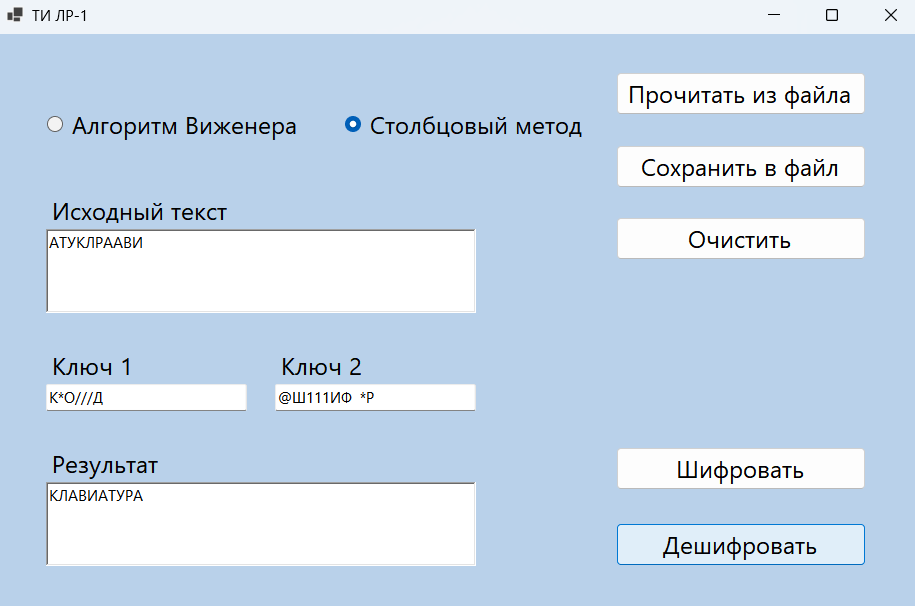 ТИ ЛР-1
Прочитать из файла
Алгоритм Виженера
Столбцовый метод
Сохранить в файл
Исходный текст
Очистить
АТУКЛРААВИ
Ключ 1
Ключ 2
К*О///Д
@Ш111ИФ  *Р
Результат
Шифровать
КЛАВИАТУРА
Дешифровать